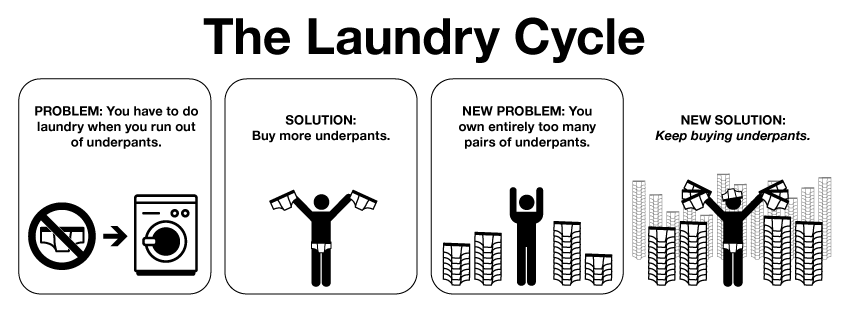 The Laundry Cycle
PROBLEM: You have to do
laundry when you run out
of underpants.
SOLUTION:
Buy more underpants.
NEW PROBLEM: You
own entirely too many
pairs of underpants.
NEW SOLUTION:
Keep buying underpants.